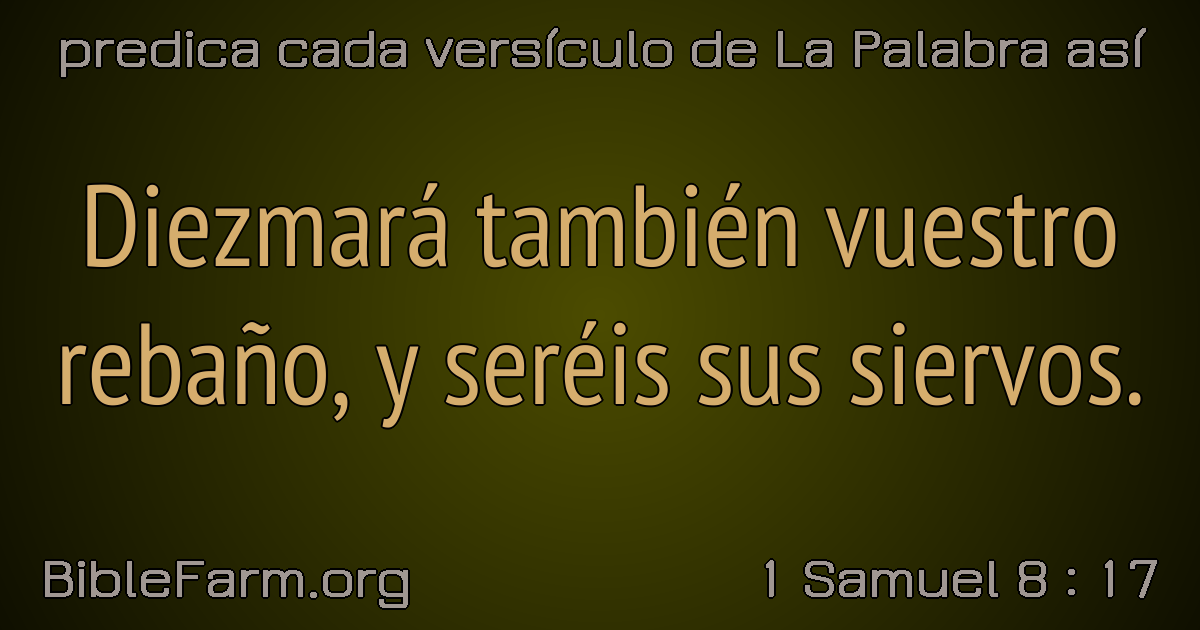 predica cada versículo de La Palabra así
Diezmará también vuestro
rebaño, y seréis sus siervos.
BibleFarm.org
1 Samuel 8 : 17